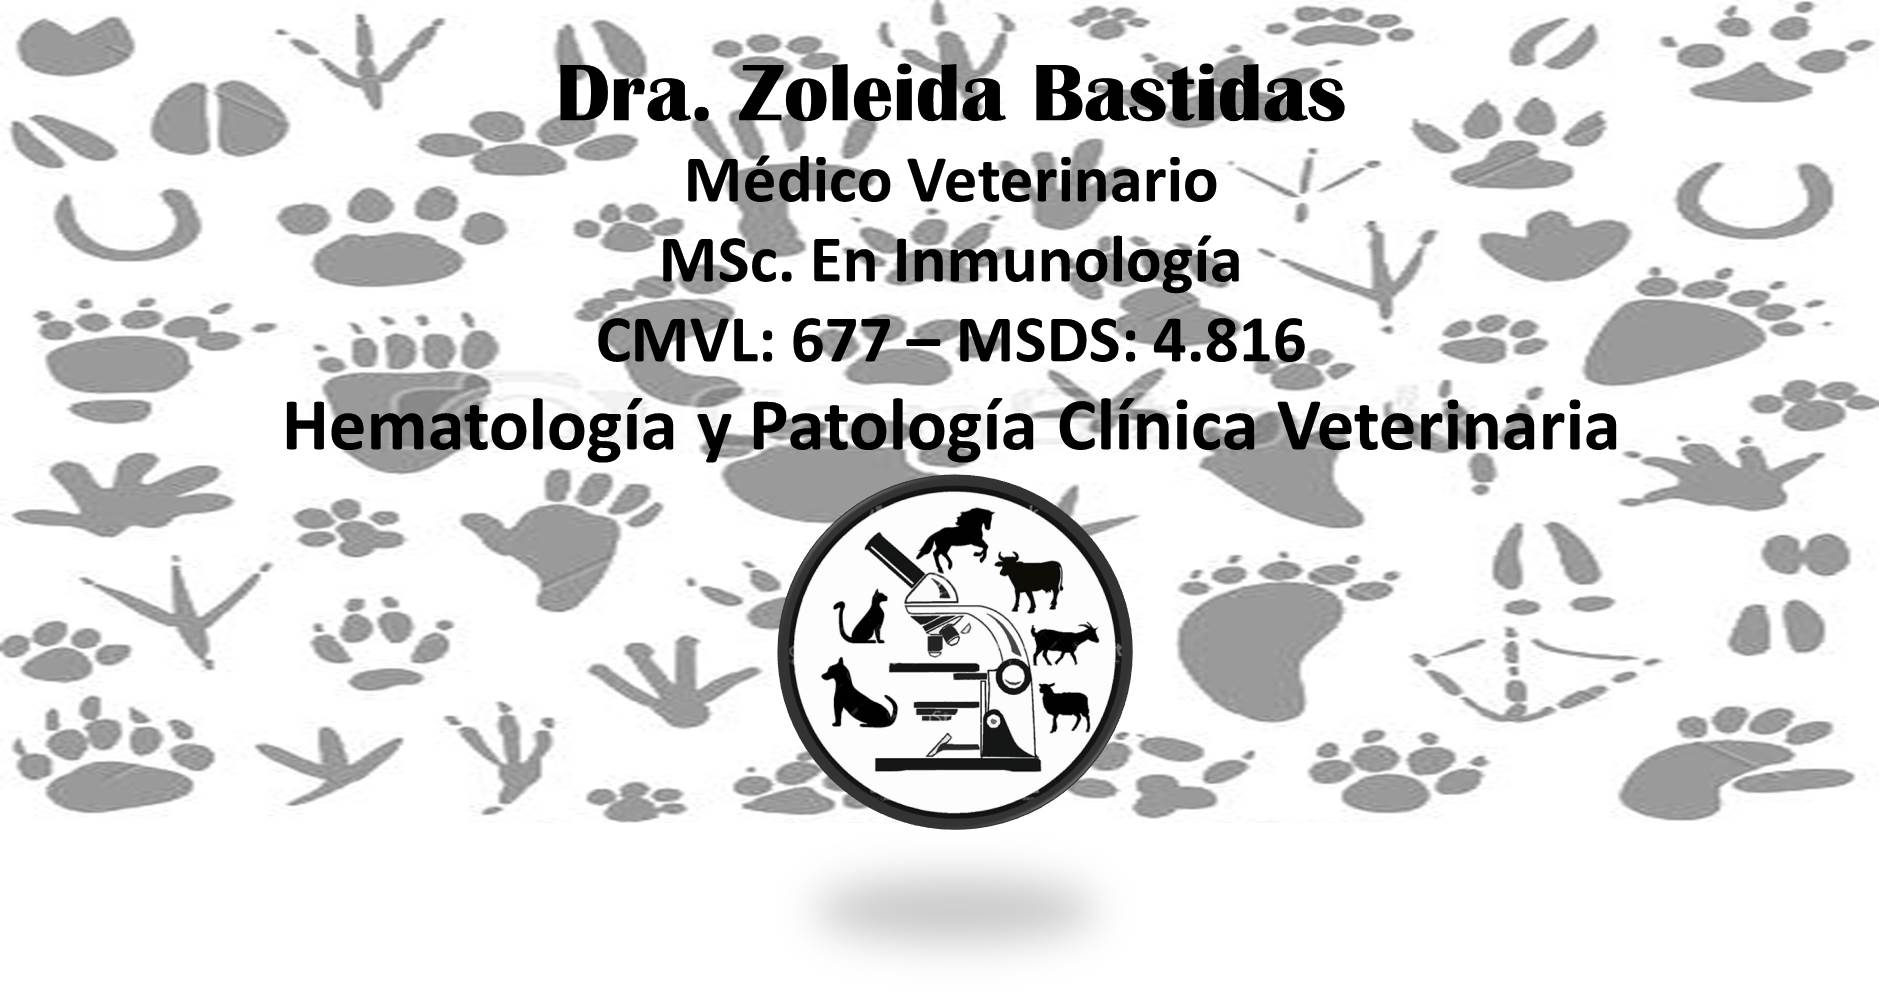 Dra. Zoleida Bastidas
Médico Veterinario
MSc. En Inmunología
CMVL: 677 – MSDS: 4.816
Hematología y Patología Clínica Veterinaria